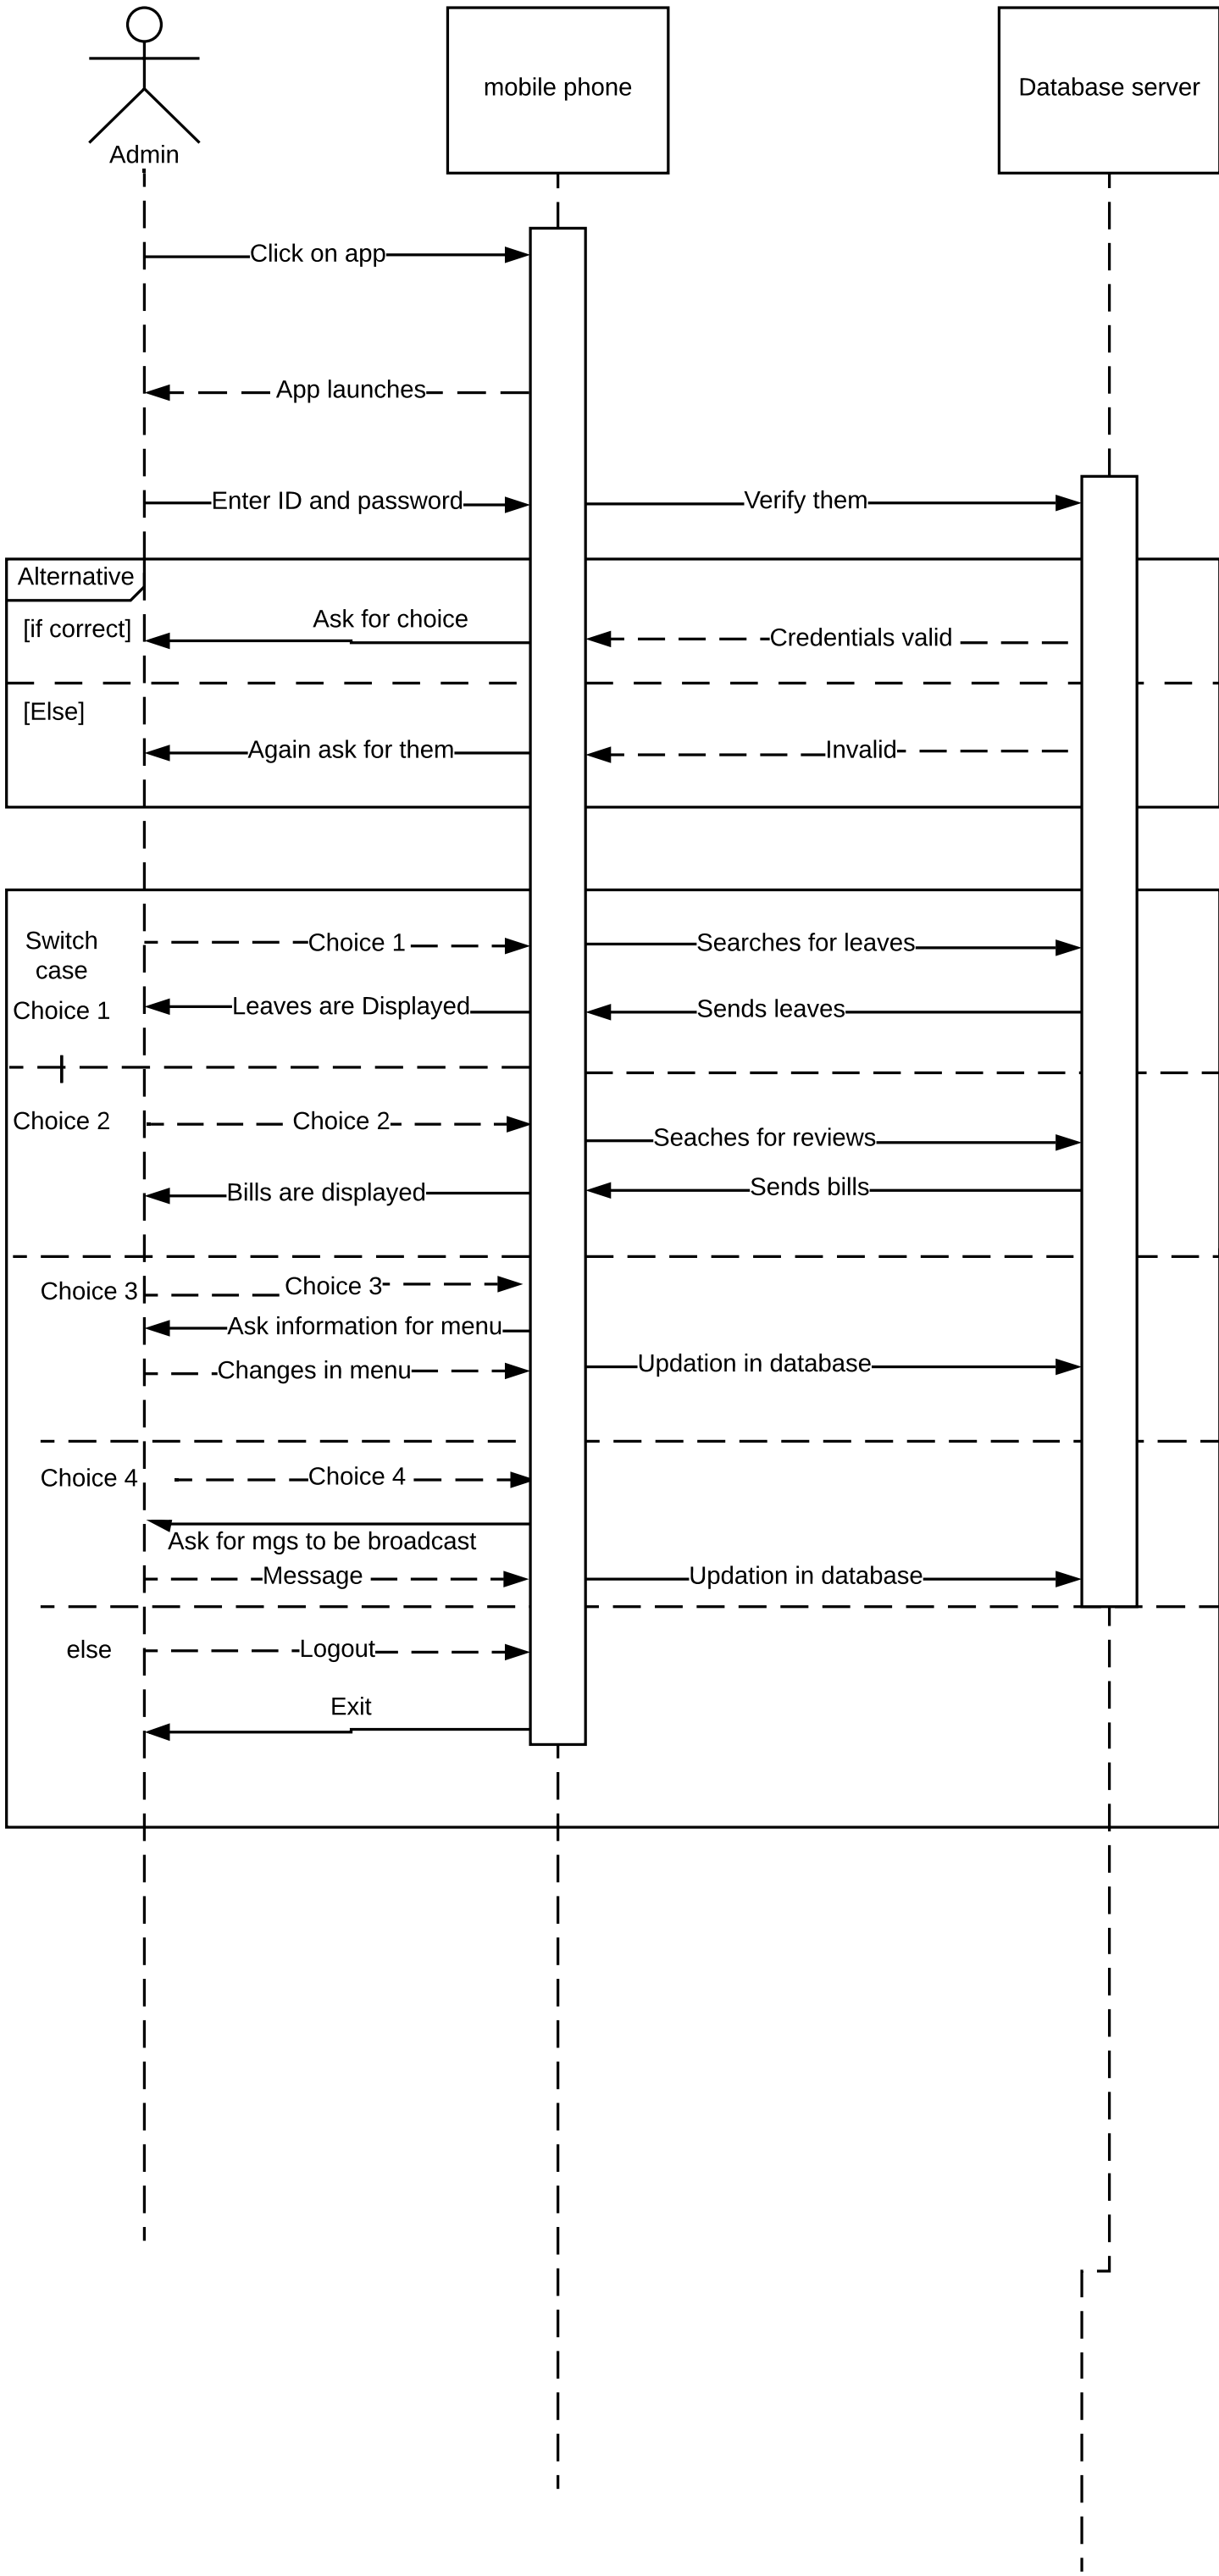 mobile phone
Database server
Admin
Click on app
App launches
Enter ID and password
Verify them
Alternative
[if correct]
Ask for choice
Credentials valid
[Else]
Again ask for them
Invalid
Switch
case
Choice 1
Searches for leaves
Choice 1
Leaves are Displayed
Sends leaves
Choice 2
Choice 2
Seaches for reviews
Bills are displayed
Sends bills
Choice 3
Choice 3
Ask information for menu
Changes in menu
Updation in database
Choice 4
Choice 4
Ask for mgs to be broadcast
Message
Updation in database
else
Logout
Exit